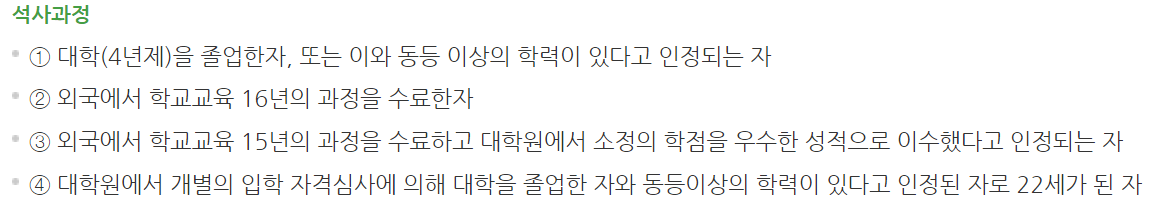 석사과정
① 대학(4년제)을 졸업한자, 또는 이와 동등 이상의 학력이 있다고 인정되는 자
② 외국에서 학교교육 16년의 과정을 수료한자
③ 외국에서 학교교육 15년의 과정을 수료하고 대학원에서 소정의 학점을 우수한 성적으로 이수했다고 인정되는 자
④ 대학원에서 개별의 입학 자격심사에 의해 대학을 졸업한 자와 동등이상의 학력이 있다고 인정된 자로 22세가 된 자